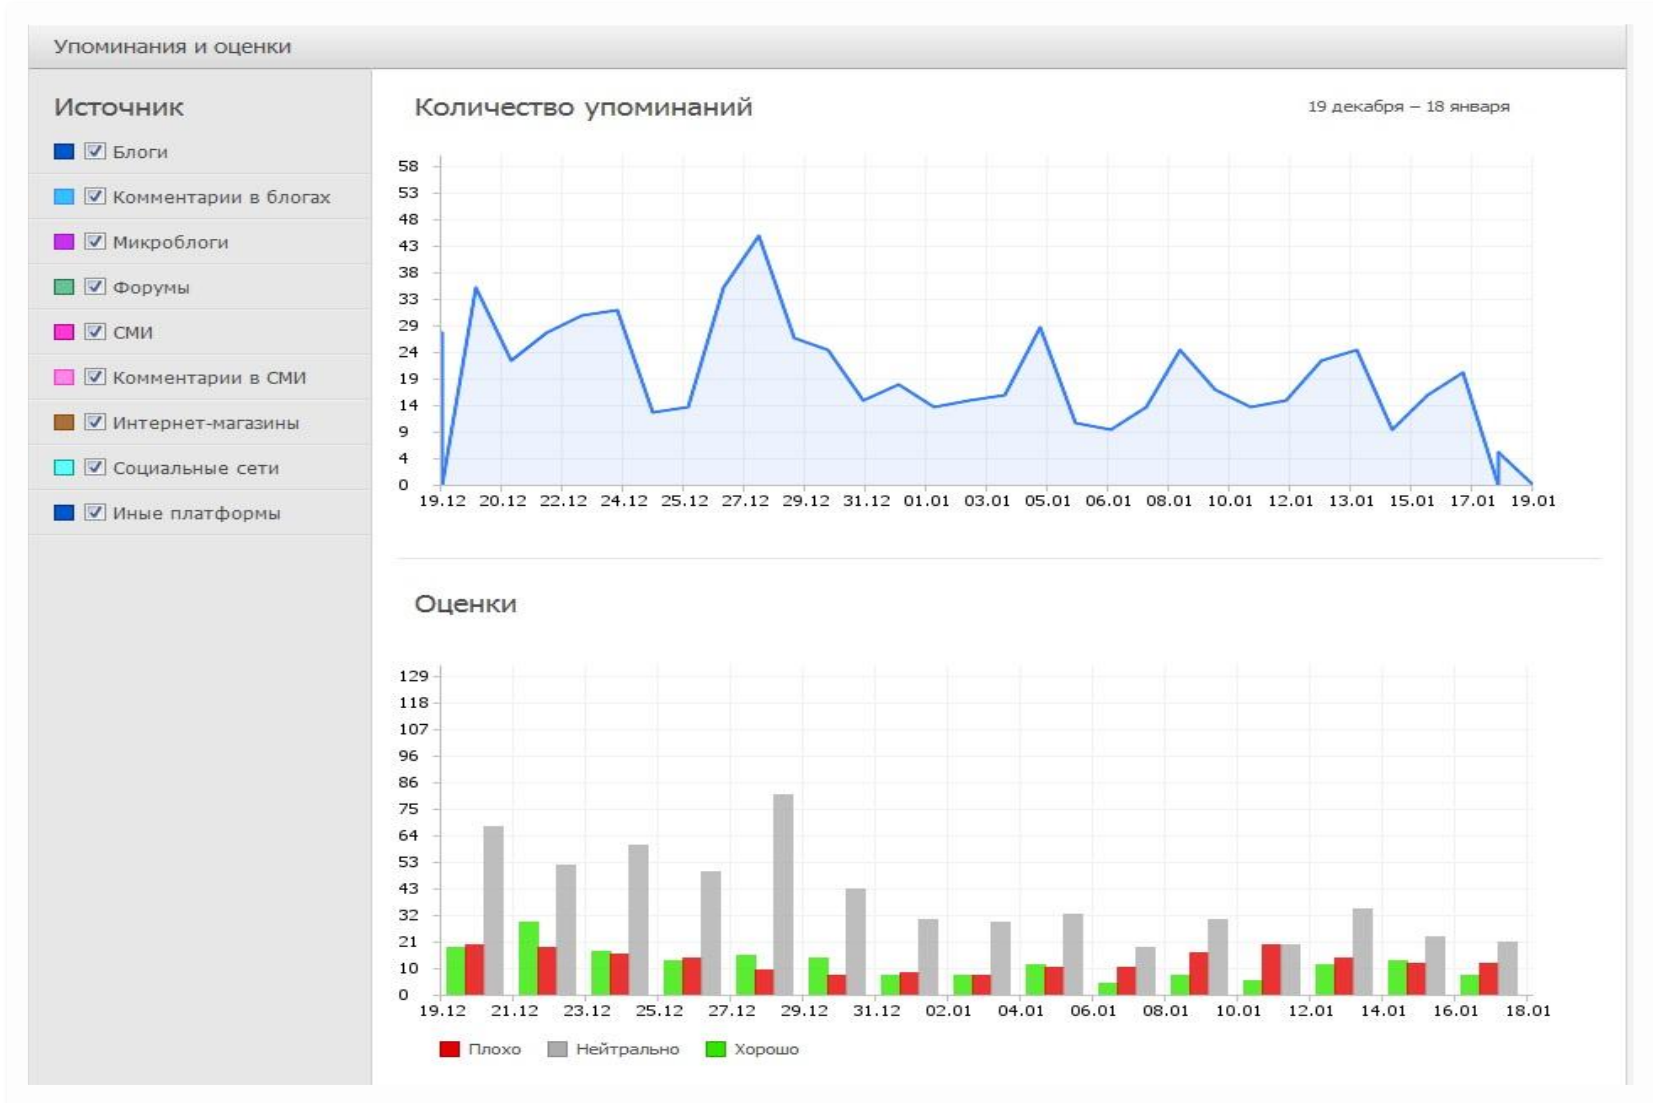 Упоминания и оценки
Источник
Блоги
Комментарии в блогах
Микроблоги
Форумы
СМИ
Комментарии в СМИ
Интернет-магазины
Социальные сети
Иные платформы
Количество упоминаний
19 декабря – 18 января
58
53
48
43
38
33
29
24
19
14
9
4
0
19.12 20.12 22.12 24.12 25.12 27.12 29.12 31.12 01.01 03.01 05.01 06.01 08.01 10.01 12.01 13.01 15.01 17.01 19.01
Оценки
129
118
107
96
86
75
64
53
43
32
21
10
0
19.12 21.12 23.12 25.12 27.12 29.12 31.12 02.01 04.01 06.01 08.01 10.01 12.01 14.01 16.01 18.01
Плохо Нейтрально Хорошо